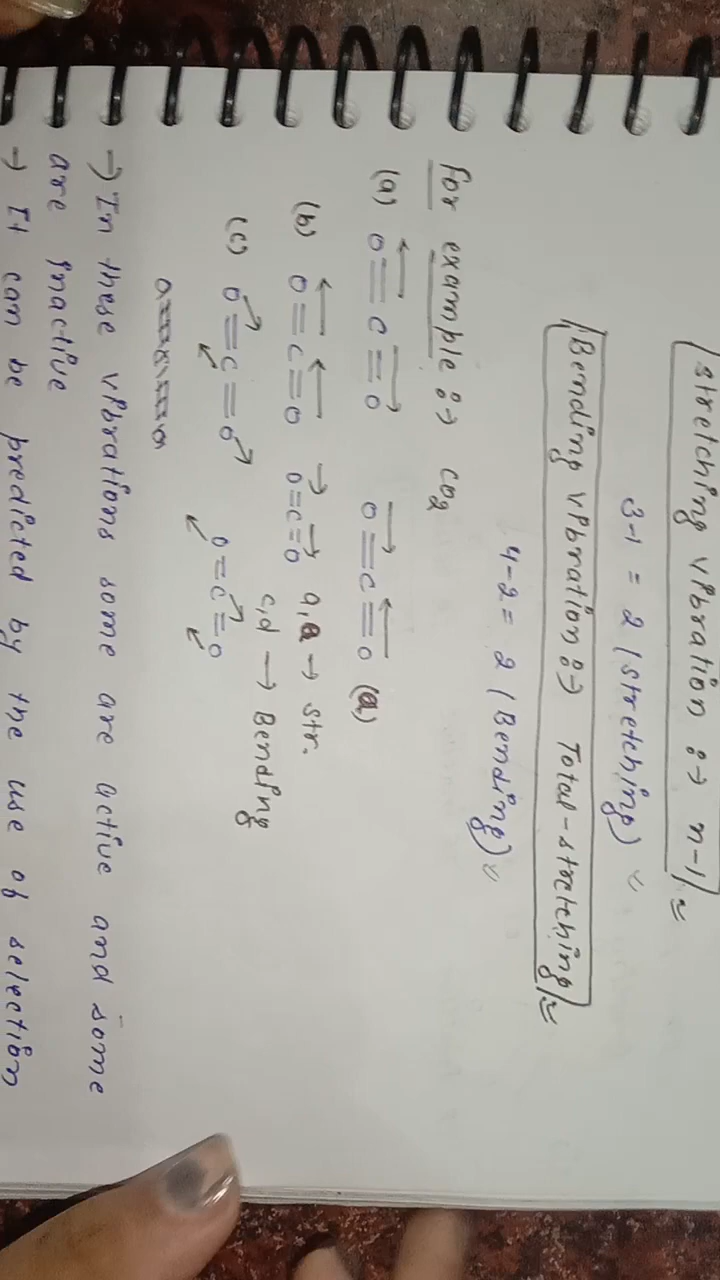 stretching vibration :→ n-1
3-1 = 2 (stretching)
Bending vibration :→ Total-stretching
4-2 = 2 (Bending)
for example :→ CO2
(a) O=C=O O=C=O (a)
(b) O=C=O O=C=O a,a → str.
c,d → Bending
(c) O=C=O O=C=O
→ In these vibrations some are active and some
are inactive
→ It can be predicted by the use of selection